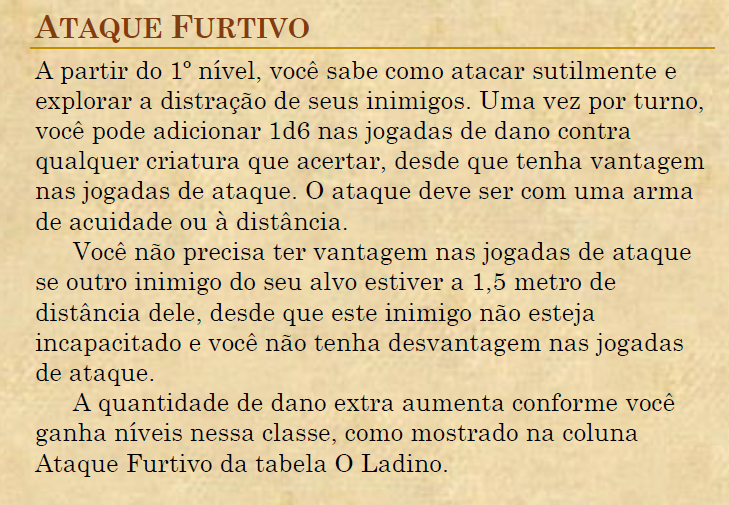 ATAQUE FURTIVO
A partir do 1º nível, você sabe como atacar sutilmente e
explorar a distração de seus inimigos. Uma vez por turno,
você pode adicionar 1d6 nas jogadas de dano contra
qualquer criatura que acertar, desde que tenha vantagem
nas jogadas de ataque. O ataque deve ser com uma arma
de acuidade ou à distância.
Você não precisa ter vantagem nas jogadas de ataque
se outro inimigo do seu alvo estiver a 1,5 metro de
distância dele, desde que este inimigo não esteja
incapacitado e você não tenha desvantagem nas jogadas
de ataque.
A quantidade de dano extra aumenta conforme você
ganha níveis nessa classe, como mostrado na coluna
Ataque Furtivo da tabela O Ladino.